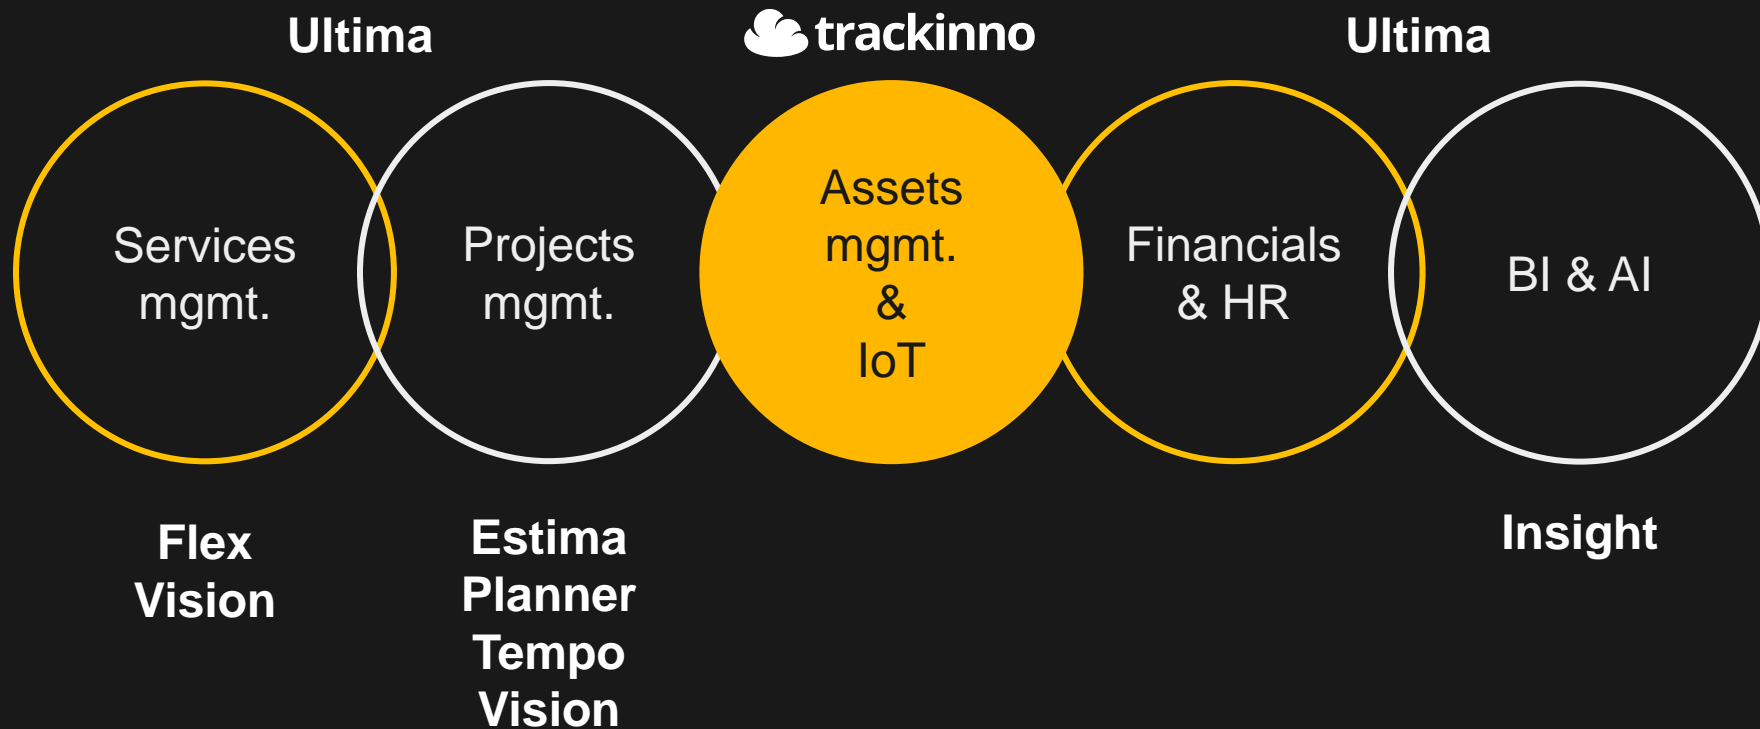 Ultima
trackinno
Ultima
Services
mgmt.
Projects
mgmt.
Assets
mgmt.
&
IoT
Financials
& HR
BI & AI
Flex
Vision
Estima
Planner
Tempo
Vision
Insight